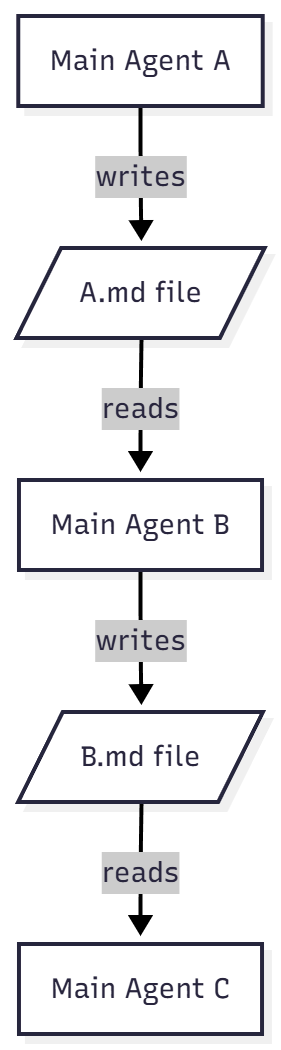 Main Agent A
writes
A.md file
reads
Main Agent B
writes
B.md file
reads
Main Agent C